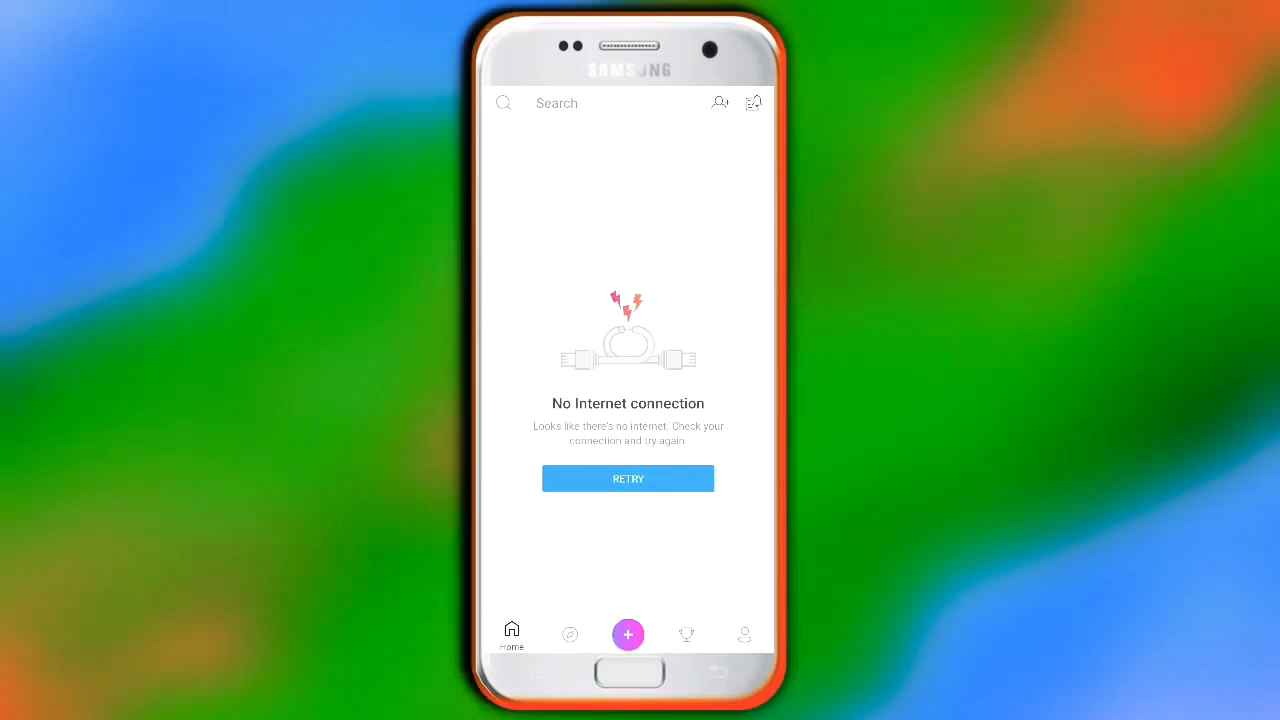 SAMSUNG
Search
No Internet connection
Looks like there's no internet. Check your
connection and try again.
RETRY
Home